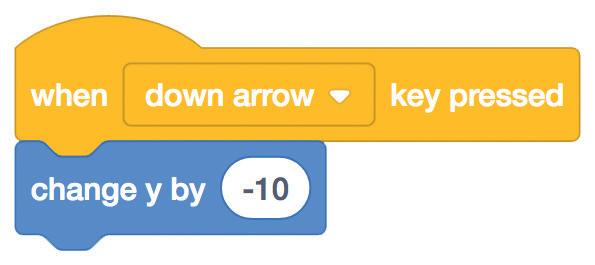 when down arrow key pressed
change y by -10